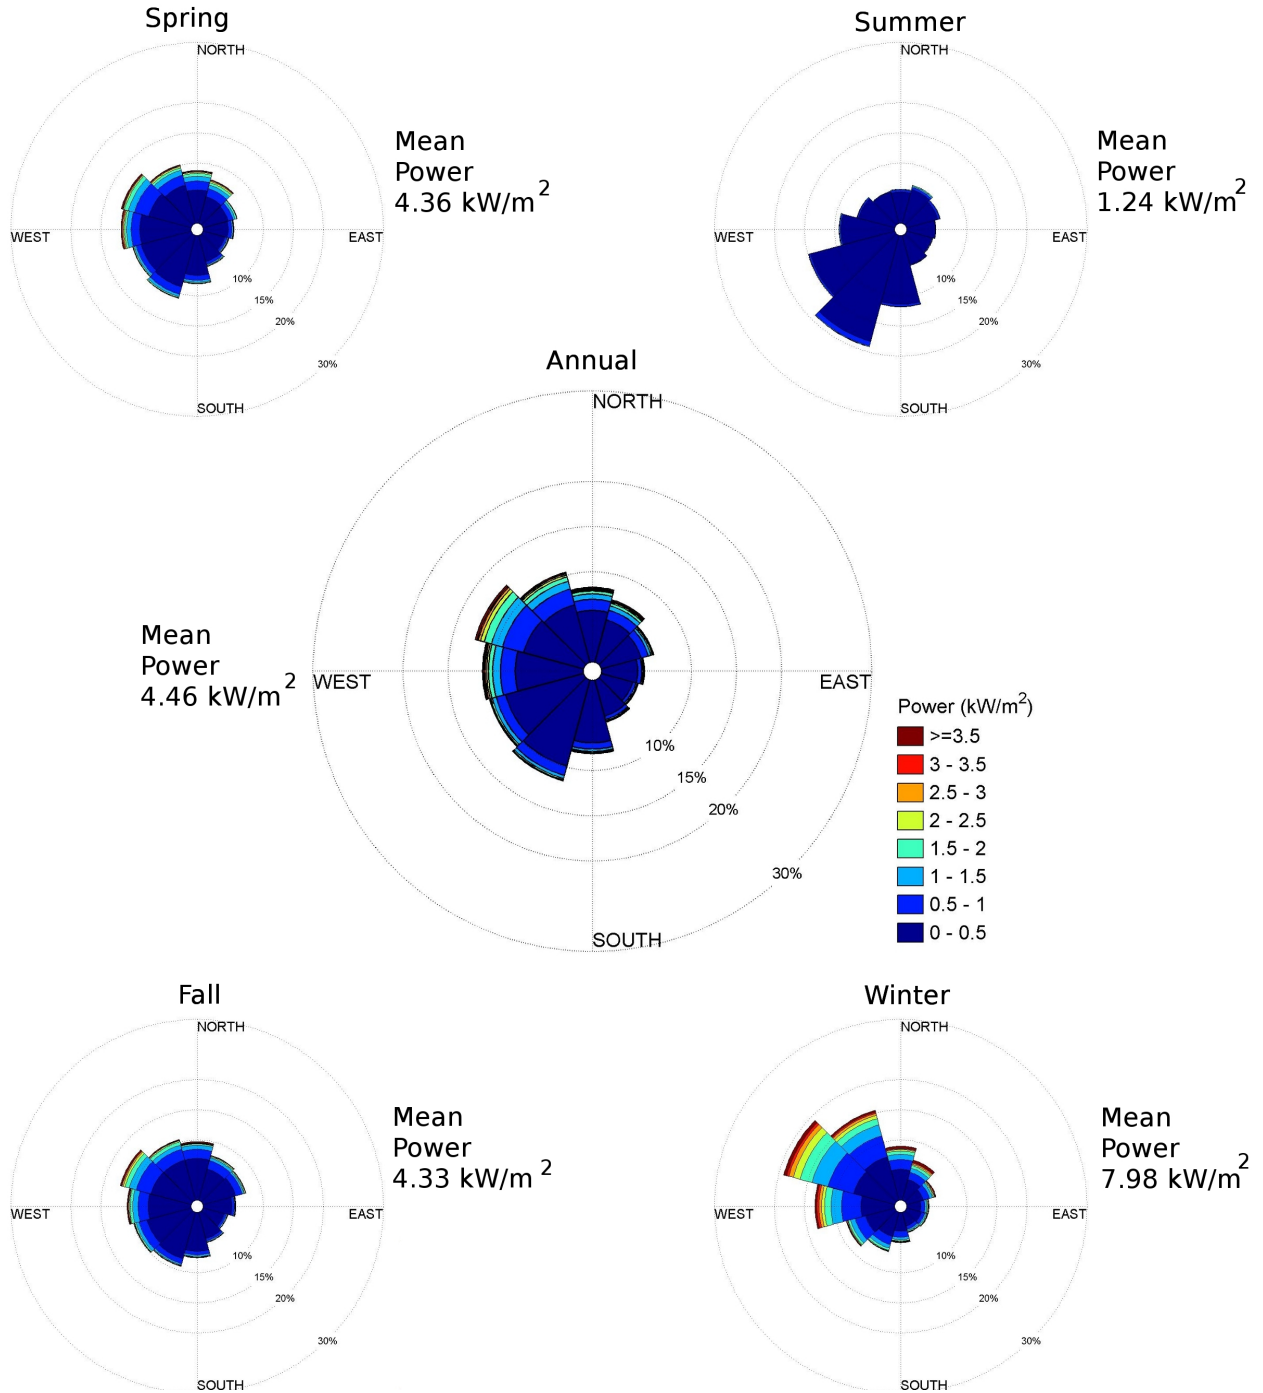 Spring
NORTH
WEST
EAST
10%
15%
20%
30%
SOUTH
Mean
Power
4.36 kW/m2
Summer
NORTH
WEST
EAST
10%
15%
20%
30%
SOUTH
Mean
Power
1.24 kW/m2
Annual
NORTH
Mean
Power
4.46 kW/m2
WEST
EAST
10%
15%
20%
30%
SOUTH
Power (kW/m2)
>=3.5
3 - 3.5
2.5 - 3
2 - 2.5
1.5 - 2
1 - 1.5
0.5 - 1
0 - 0.5
Fall
NORTH
WEST
EAST
10%
15%
20%
30%
SOUTH
Mean
Power
4.33 kW/m2
Winter
NORTH
WEST
EAST
10%
15%
20%
30%
SOUTH
Mean
Power
7.98 kW/m2